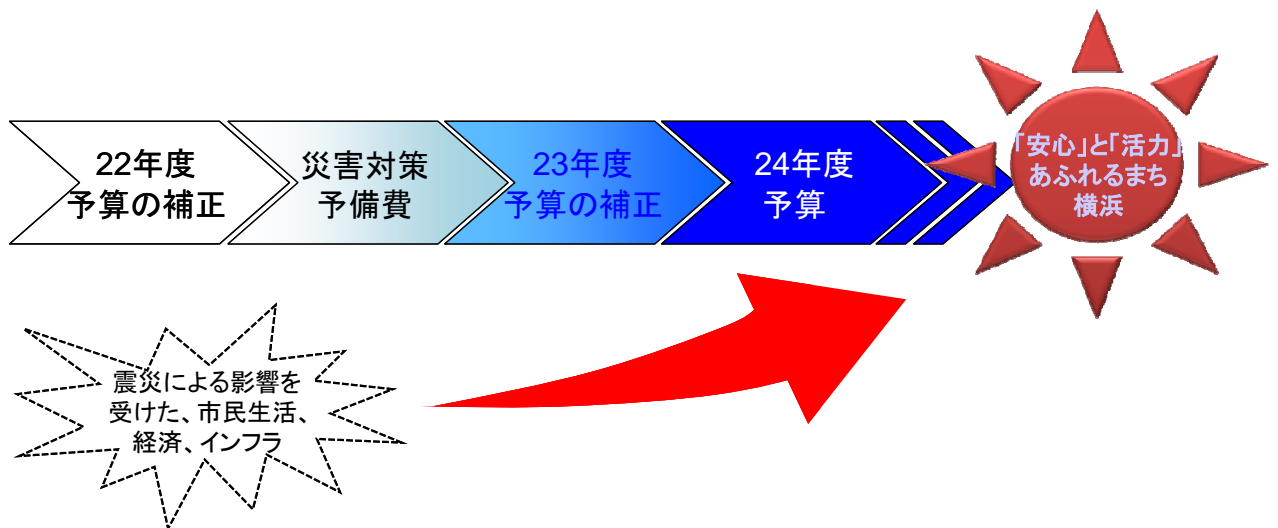 22年度
予算の補正
災害対策
予備費
23年度
予算の補正
24年度
予算
「安心」と「活力」
あふれるまち
横浜
震災による影響を
受けた、市民生活、
経済、インフラ